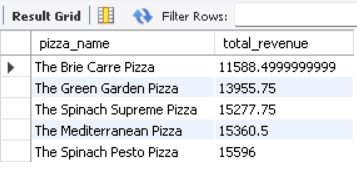 Result Grid Filter Rows:
pizza_name total_revenue
The Brie Carre Pizza 11588.4999999999
The Green Garden Pizza 13955.75
The Spinach Supreme Pizza 15277.75
The Mediterranean Pizza 15360.5
The Spinach Pesto Pizza 15596